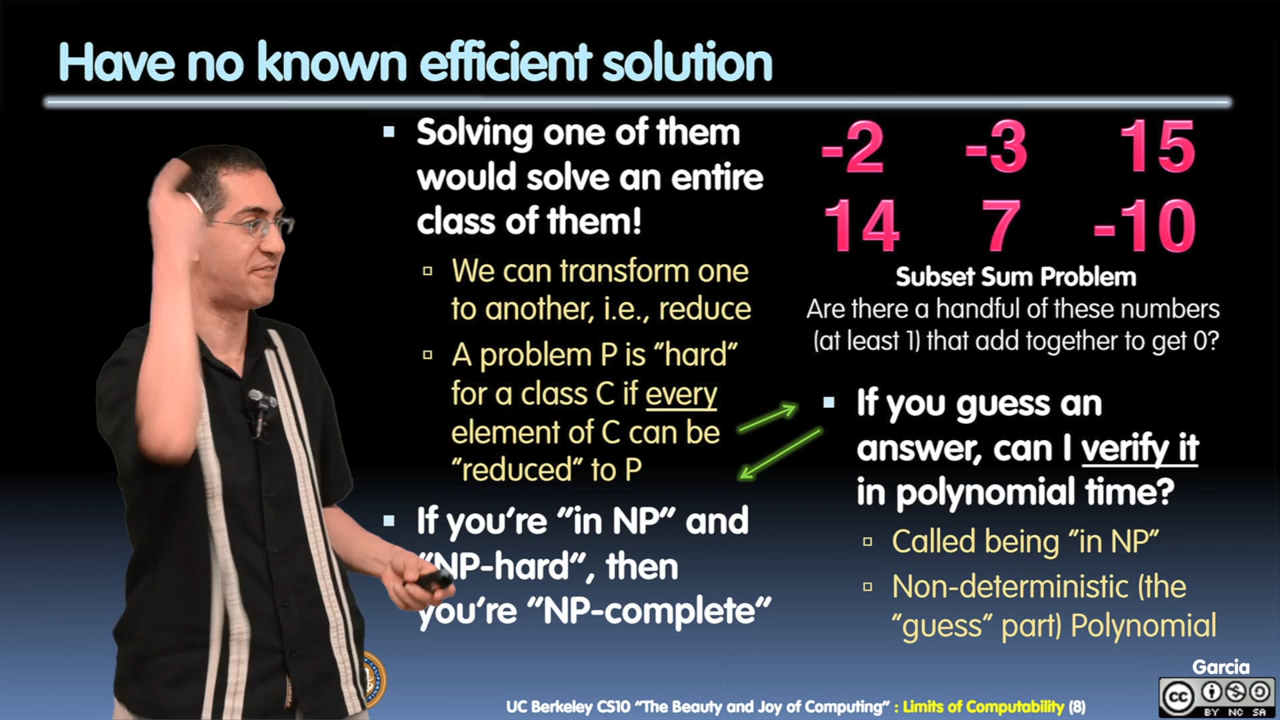 Have no known efficient solution
▪ Solving one of them
would solve an entire
class of them!
▫ We can transform one
to another, i.e., reduce
▫ A problem P is "hard"
for a class C if every
element of C can be
"reduced" to P
▪ If you're "in NP" and
"NP-hard", then
you're "NP-complete"
-2 -3 15
14 7 -10
Subset Sum Problem
Are there a handful of these numbers
(at least 1) that add together to get 0?
▪ If you guess an
answer, can I verify it
in polynomial time?
▫ Called being "in NP"
▫ Non-deterministic (the
"guess" part) Polynomial
Garcia
UC Berkeley CS10 "The Beauty and Joy of Computing" : Limits of Computability (8)
cc
BY NC SA